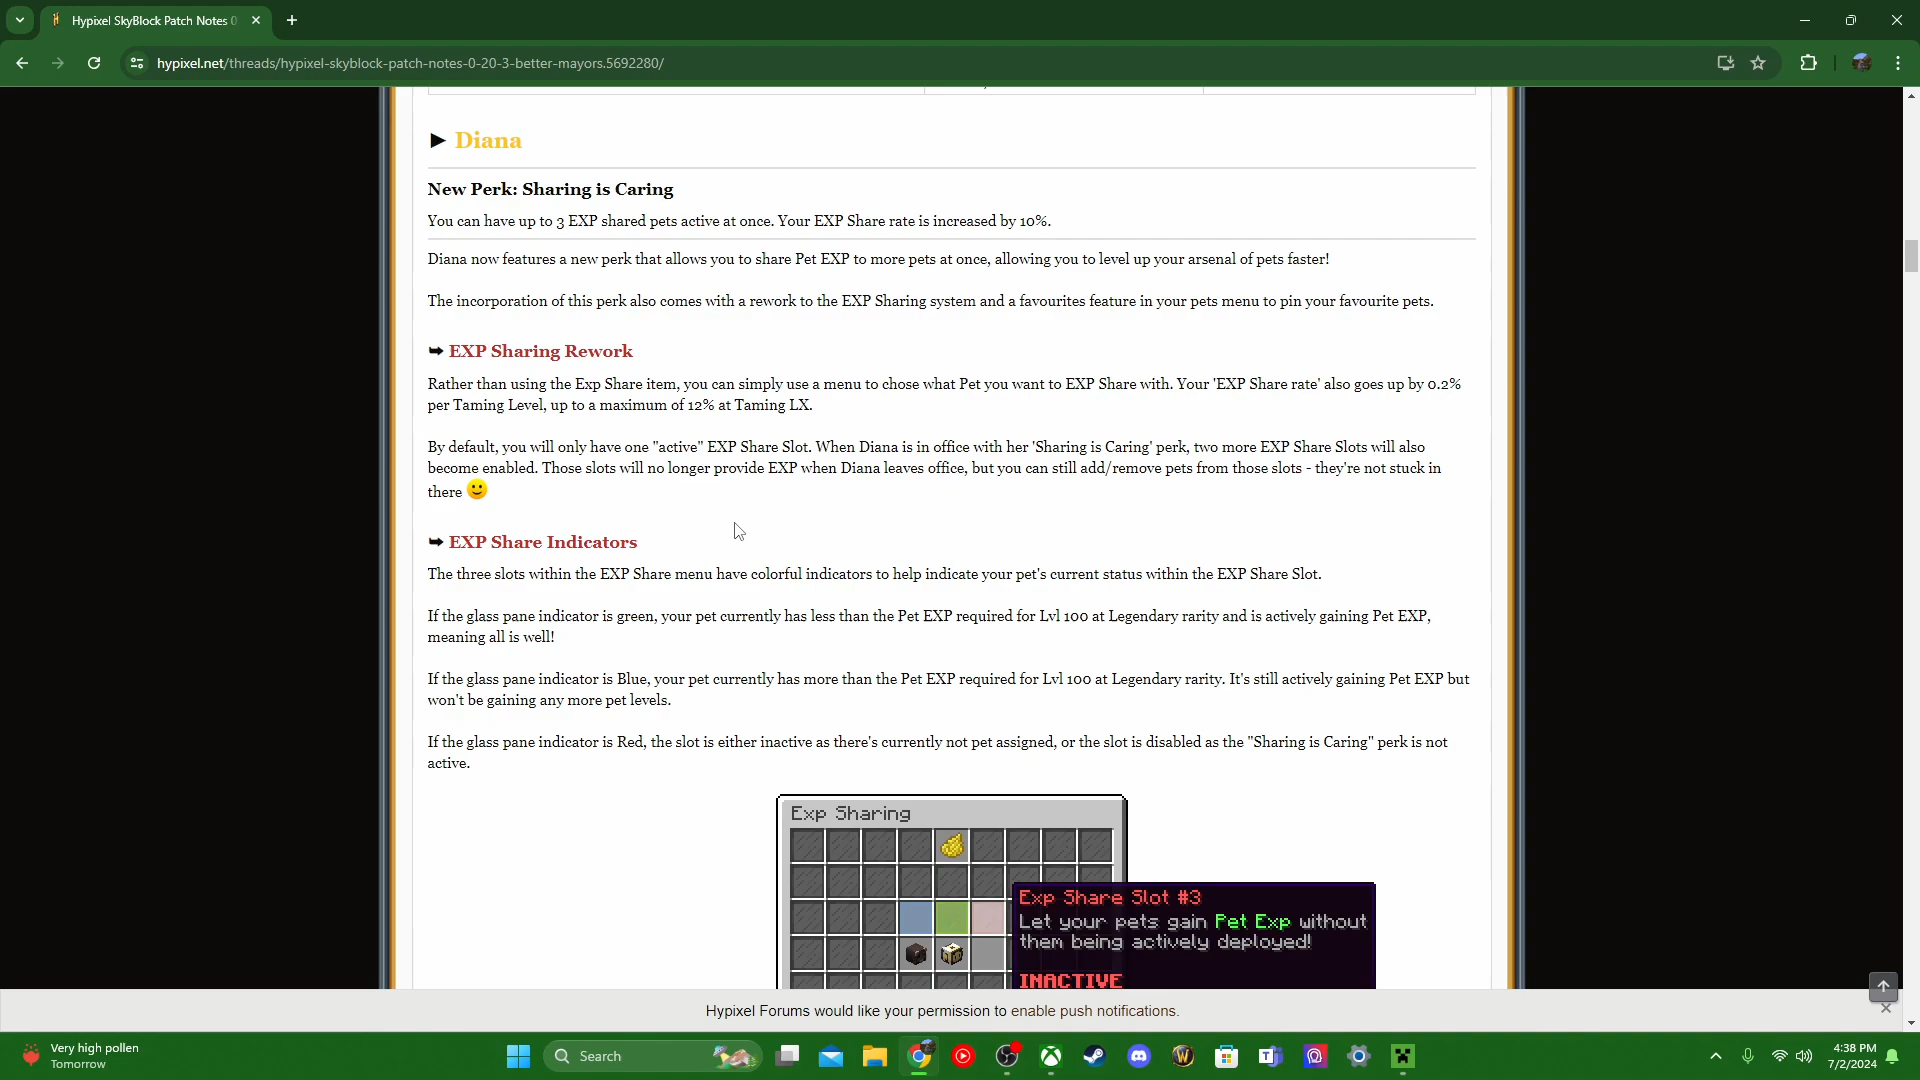 Hypixel SkyBlock Patch Notes 0
hypixel.net/threads/hypixel-skyblock-patch-notes-0-20-3-better-mayors.5692280/
► Diana
New Perk: Sharing is Caring
You can have up to 3 EXP shared pets active at once. Your EXP Share rate is increased by 10%.
Diana now features a new perk that allows you to share Pet EXP to more pets at once, allowing you to level up your arsenal of pets faster!
The incorporation of this perk also comes with a rework to the EXP Sharing system and a favourites feature in your pets menu to pin your favourite pets.
➥ EXP Sharing Rework
Rather than using the Exp Share item, you can simply use a menu to chose what Pet you want to EXP Share with. Your 'EXP Share rate' also goes up by 0.2%
per Taming Level, up to a maximum of 12% at Taming LX.
By default, you will only have one "active" EXP Share Slot. When Diana is in office with her 'Sharing is Caring' perk, two more EXP Share Slots will also
become enabled. Those slots will no longer provide EXP when Diana leaves office, but you can still add/remove pets from those slots - they're not stuck in
there 🙂
➥ EXP Share Indicators
The three slots within the EXP Share menu have colorful indicators to help indicate your pet's current status within the EXP Share Slot.
If the glass pane indicator is green, your pet currently has less than the Pet EXP required for Lvl 100 at Legendary rarity and is actively gaining Pet EXP,
meaning all is well!
If the glass pane indicator is Blue, your pet currently has more than the Pet EXP required for Lvl 100 at Legendary rarity. It's still actively gaining Pet EXP but
won't be gaining any more pet levels.
If the glass pane indicator is Red, the slot is either inactive as there's currently not pet assigned, or the slot is disabled as the "Sharing is Caring" perk is not
active.
Exp Sharing
Exp Share Slot #3
Let your pets gain Pet Exp without
them being actively deployed!
INACTIVE
Hypixel Forums would like your permission to enable push notifications.
Very high pollen
Tomorrow
Search
4:38 PM
7/2/2024